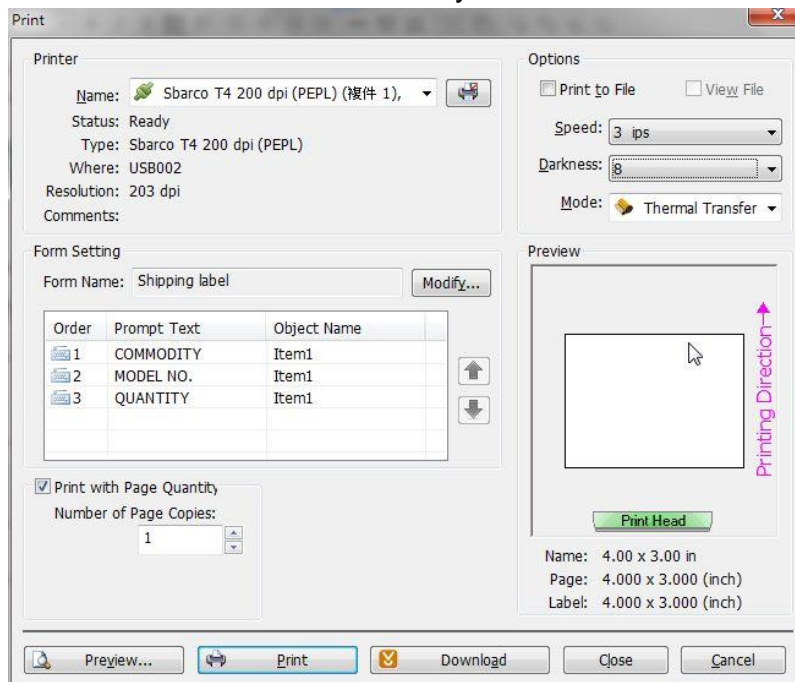 Print
Printer
Name: Sbarco T4 200 dpi (PEPL) (複件 1),
Status: Ready
Type: Sbarco T4 200 dpi (PEPL)
Where: USB002
Resolution: 203 dpi
Comments:
Options
Print to File View File
Speed: 3 ips
Darkness: 8
Mode: Thermal Transfer
Form Setting
Form Name: Shipping label Modify...
Order Prompt Text Object Name
1 COMMODITY Item1
2 MODEL NO. Item1
3 QUANTITY Item1
Print with Page Quantity
Number of Page Copies:
1
Preview
Printing Direction
Print Head
Name: 4.00 x 3.00 in
Page: 4.000 x 3.000 (inch)
Label: 4.000 x 3.000 (inch)
Preview... Print Download Close Cancel